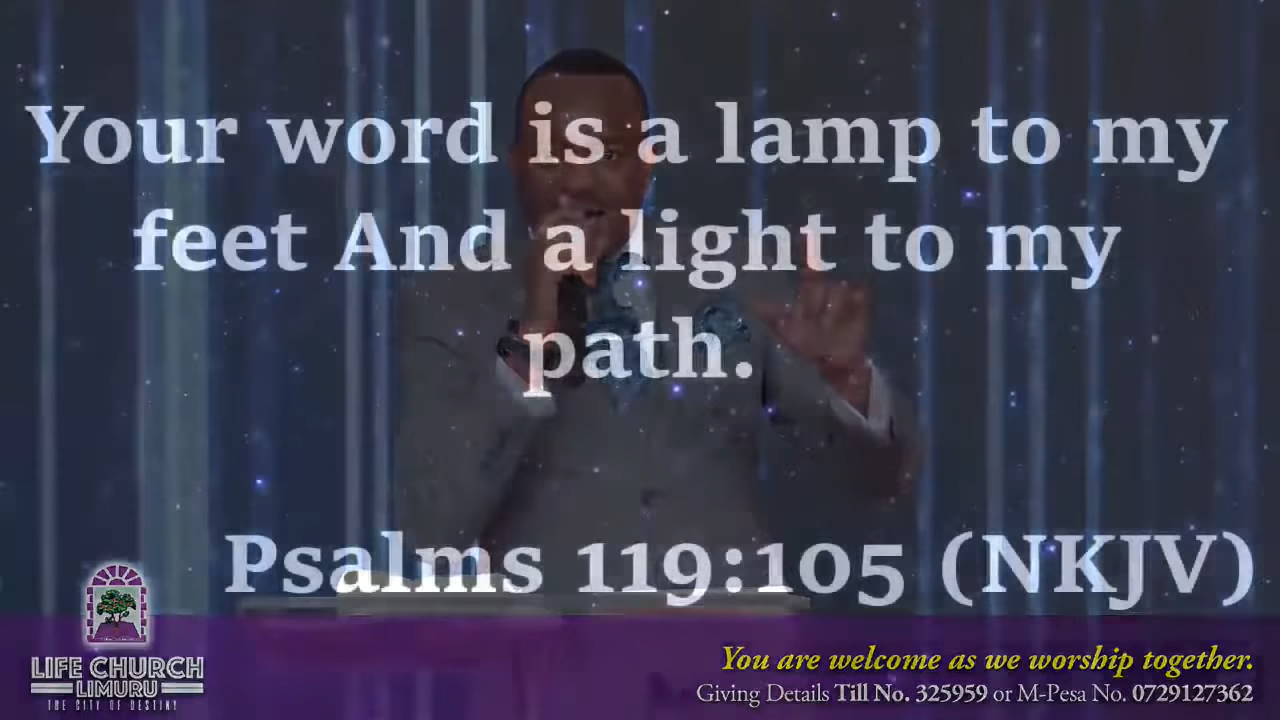 Your word is a lamp to my
feet And a light to my
path.
Psalms 119:105 (NKJV)
LIFE CHURCH
LIMURU
THE CITY OF DESTINY
You are welcome as we worship together.
Giving Details Till No. 325959 or M-Pesa No. 0729127362